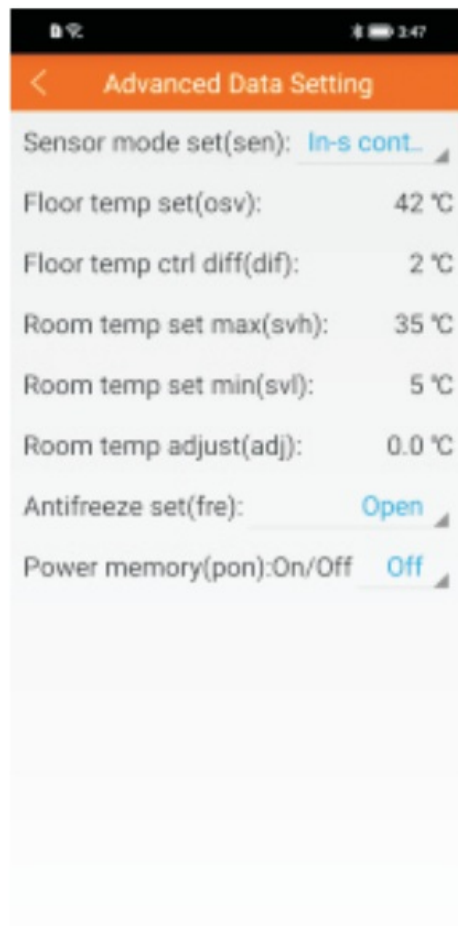 3:47
Advanced Data Setting
Sensor mode set(sen): In-s cont...
Floor temp set(osv): 42 ℃
Floor temp ctrl diff(dif): 2 ℃
Room temp set max(svh): 35 ℃
Room temp set min(svl): 5 ℃
Room temp adjust(adj): 0.0 ℃
Antifreeze set(fre): Open
Power memory(pon):On/Off Off